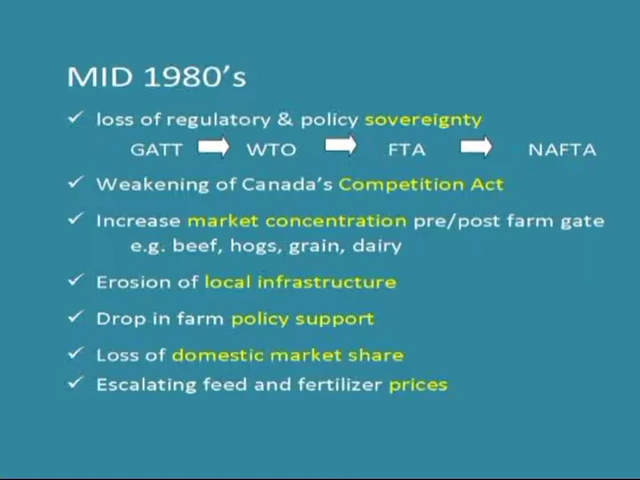 MID 1980's
loss of regulatory & policy sovereignty
GATT WTO FTA NAFTA
Weakening of Canada's Competition Act
Increase market concentration pre/post farm gate
e.g. beef, hogs, grain, dairy
Erosion of local infrastructure
Drop in farm policy support
Loss of domestic market share
Escalating feed and fertilizer prices